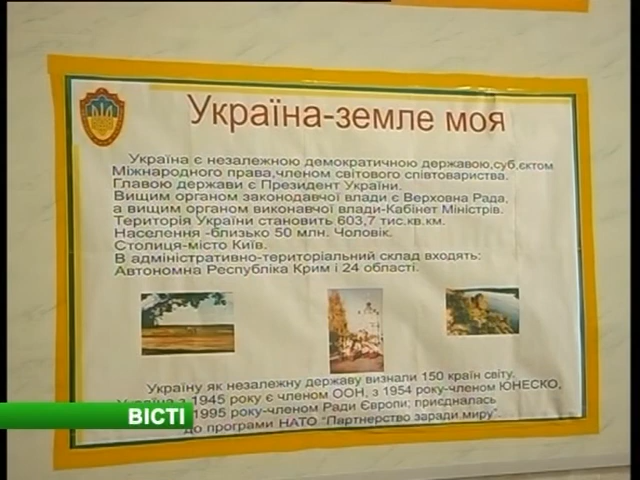 Україна-земле моя
Україна є незалежною демократичною державою,суб,єктом
Міжнародного права,членом світового співтовариства.
Главою держави є Президент України.
Вищим органом законодавчої влади є Верховна Рада,
а вищим органом виконавчої влади-Кабінет Міністрів.
Територія України становить 603,7 тис.кв.км.
Населення -близько 50 млн. Чоловік.
Столиця-місто Київ.
В адміністративно-територіальний склад входять:
Автономна Республіка Крим і 24 області.
Україну як незалежну державу визнали 150 країн світу.
Україна з 1945 року є членом ООН, з 1954 року-членом ЮНЕСКО,
1995 року-членом Ради Європи; приєдналась
до програми НАТО "Партнерство заради миру".
ВІСТІ